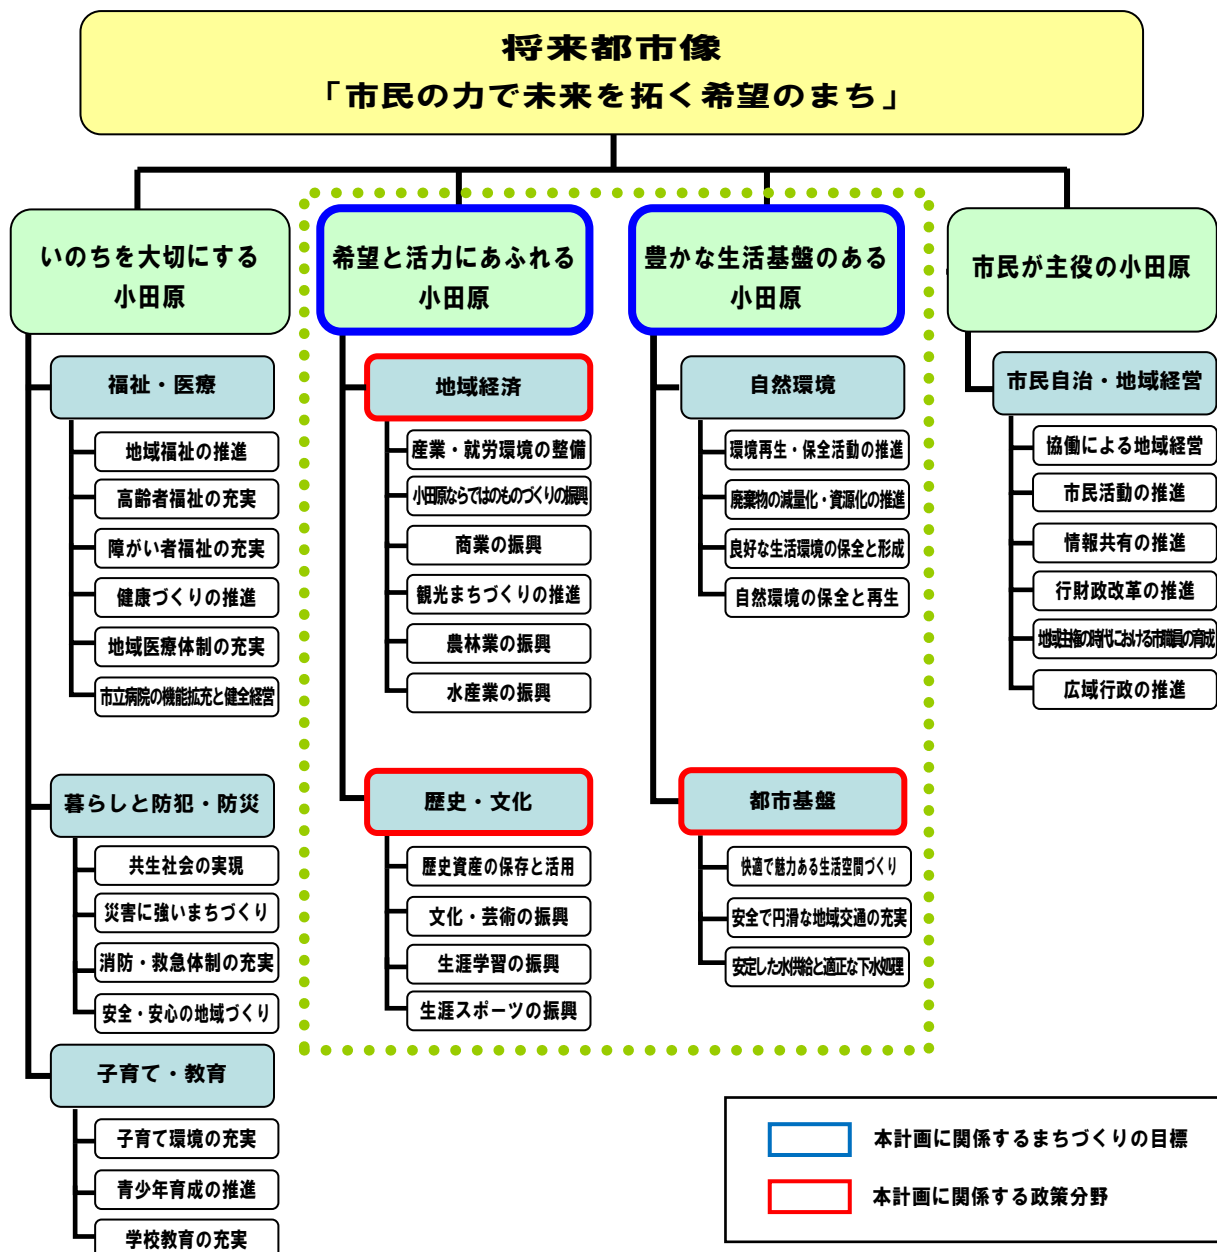 将来都市像
「市民の力で未来を拓く希望のまち」
いのちを大切にする
小田原
福祉・医療
地域福祉の推進
高齢者福祉の充実
障がい者福祉の充実
健康づくりの推進
地域医療体制の充実
市立病院の機能拡充と健全経営
暮らしと防犯・防災
共生社会の実現
災害に強いまちづくり
消防・救急体制の充実
安全・安心の地域づくり
子育て・教育
子育て環境の充実
青少年育成の推進
学校教育の充実
希望と活力にあふれる
小田原
地域経済
産業・就労環境の整備
小田原ならではのものづくりの振興
商業の振興
観光まちづくりの推進
農林業の振興
水産業の振興
歴史・文化
歴史資産の保存と活用
文化・芸術の振興
生涯学習の振興
生涯スポーツの振興
豊かな生活基盤のある
小田原
自然環境
環境再生・保全活動の推進
廃棄物の減量化・資源化の推進
良好な生活環境の保全と形成
自然環境の保全と再生
都市基盤
快適で魅力ある生活空間づくり
安全で円滑な地域交通の充実
安定した水供給と適正な下水処理
市民が主役の小田原
市民自治・地域経営
協働による地域経営
市民活動の推進
情報共有の推進
行財政改革の推進
地域主権の時代における市職員の育成
広域行政の推進
本計画に関係するまちづくりの目標
本計画に関係する政策分野